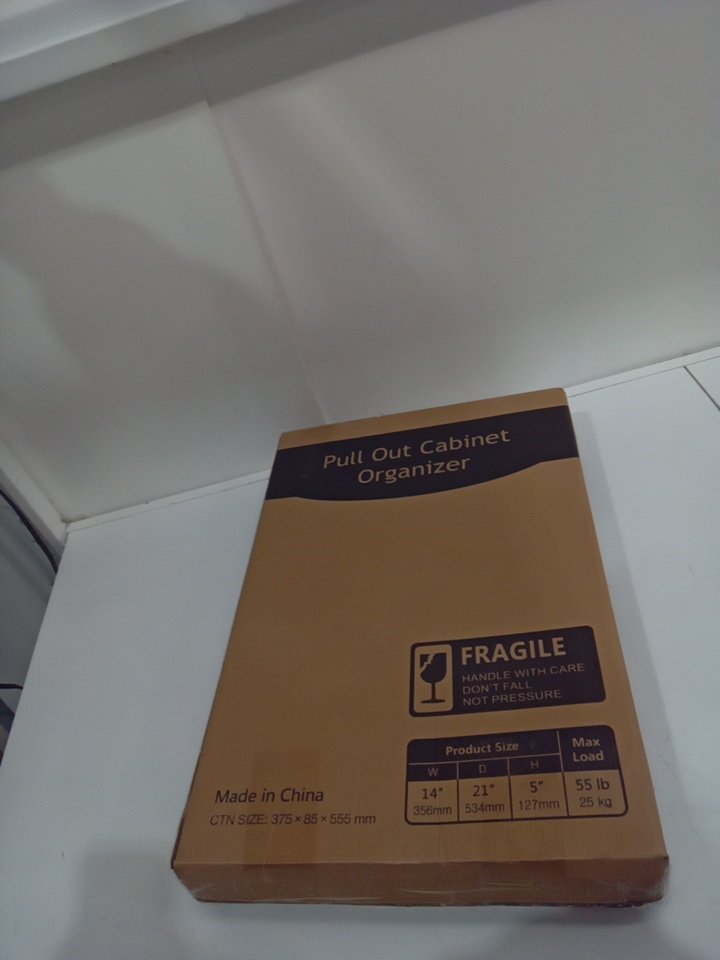 Pull Out Cabinet
Organizer
FRAGILE
HANDLE WITH CARE
DON'T FALL
NOT PRESSURE
Product Size
Max
Load
W D H
14" 21" 5" 55 lb
356mm 534mm 127mm 25 kg
Made in China
CTN SIZE: 375 × 85 × 555 mm